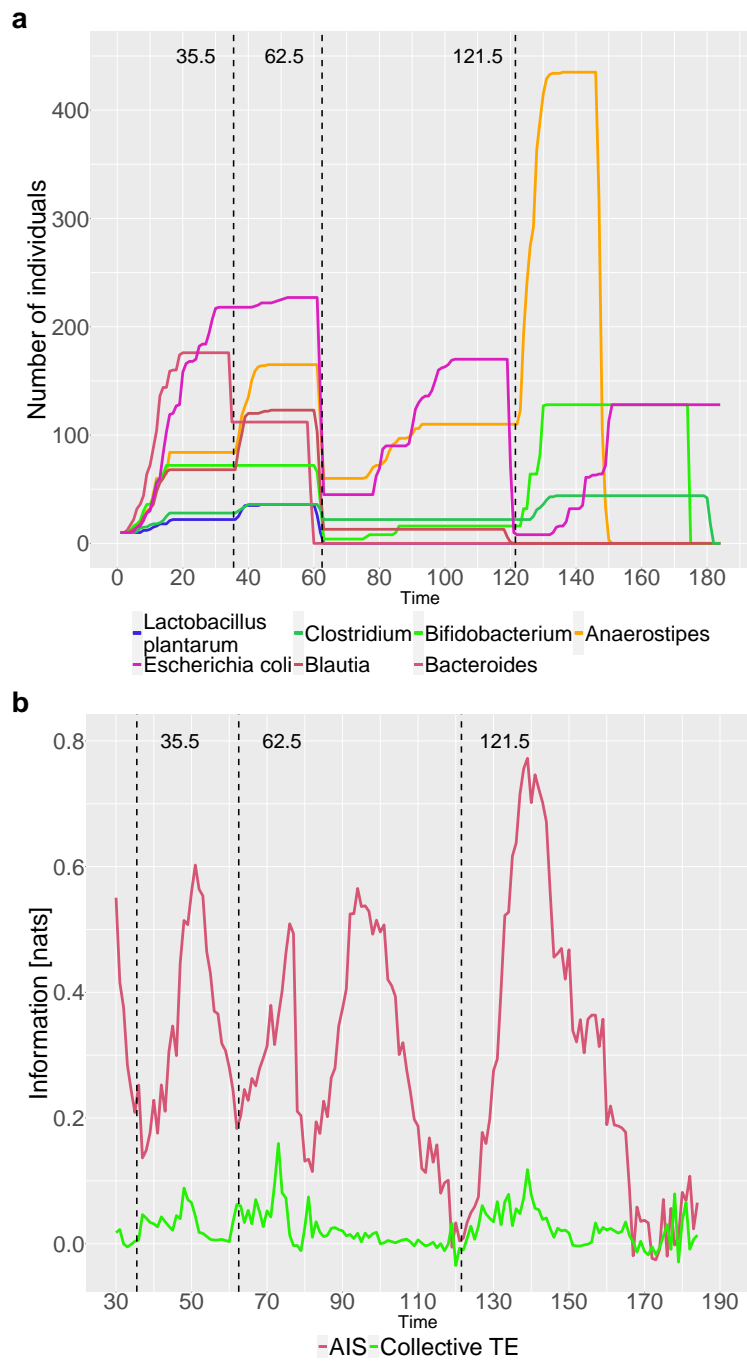 a
35.5 62.5 121.5
400
300
200
100
0
Number of individuals
0 20 40 60 80 100 120 140 160 180
Time
Lactobacillus plantarum Clostridium Bifidobacterium Anaerostipes
Escherichia coli Blautia Bacteroides
b
35.5 62.5 121.5
0.8
0.6
0.4
0.2
0.0
Information [nats]
30 50 70 90 110 130 150 170 190
Time
AIS Collective TE